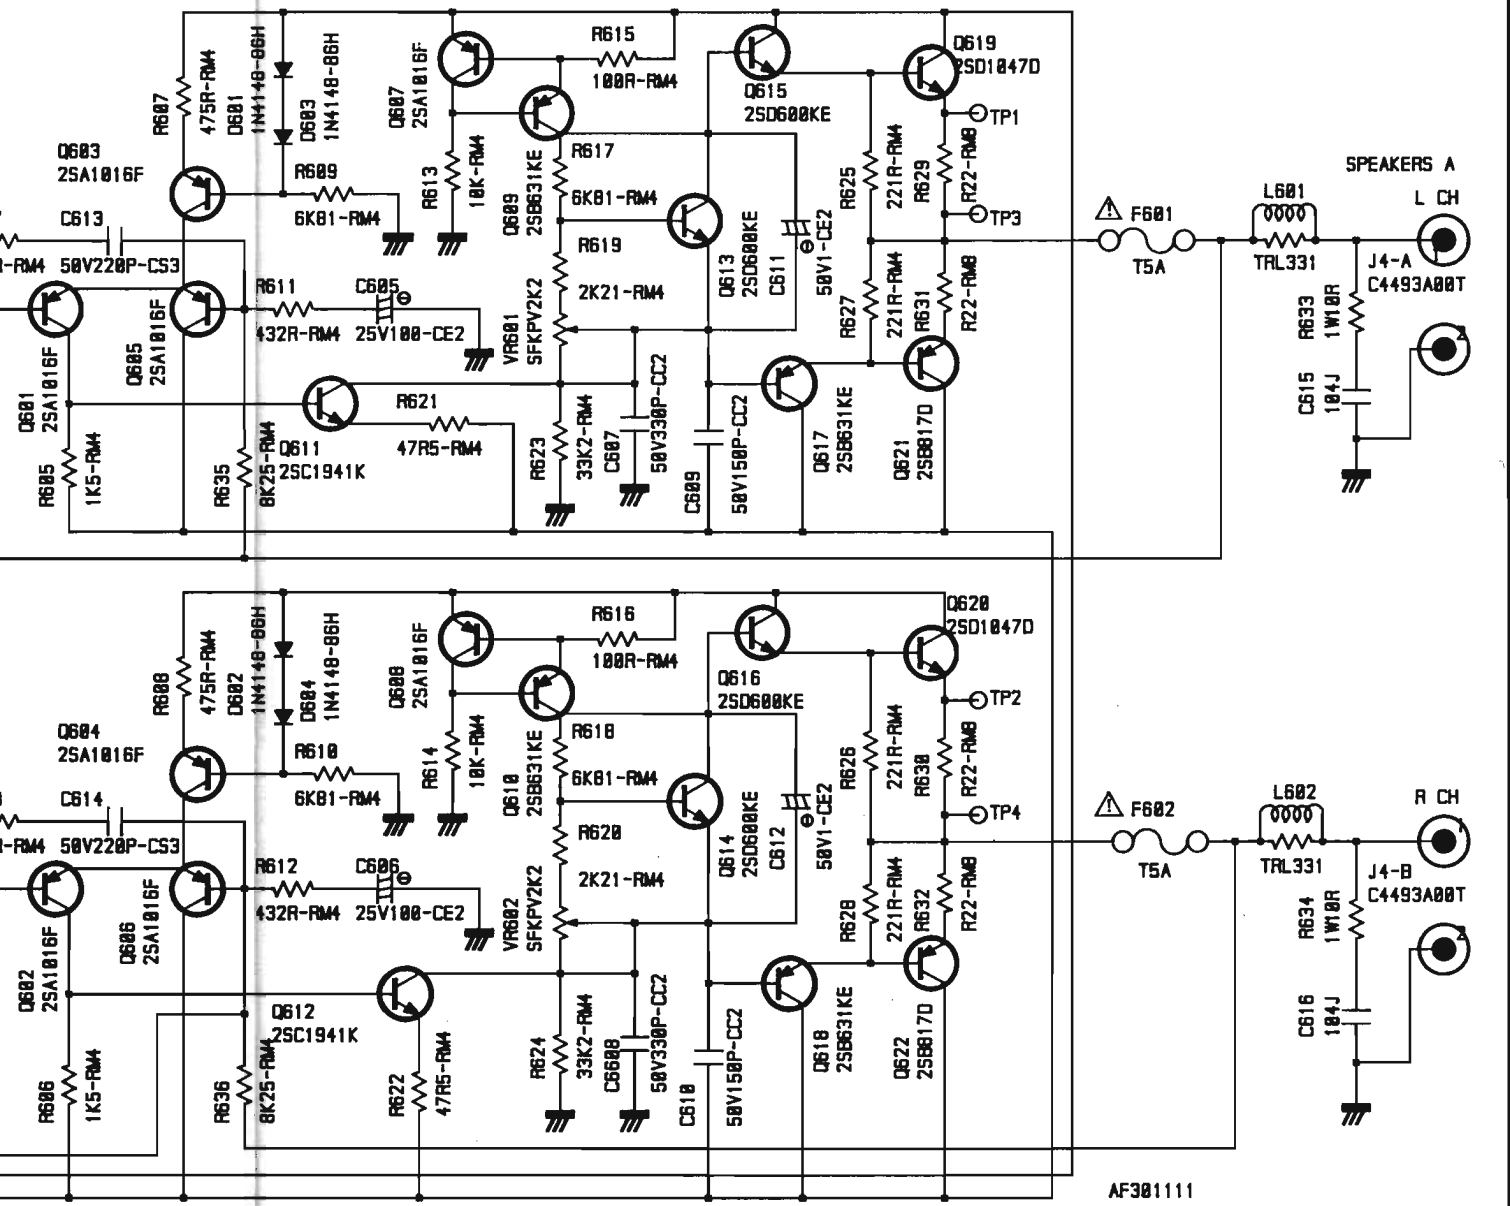 R607
475R-RM4
D601
1N4148-86H
D603
1N4148-86H
Q607
2SA1016F
R615
100R-RM4
Q615
2SD600KE
Q619
2SD1047D
TP1
Q603
2SA1016F
R609
6K81-RM4
R613
10K-RM4
Q609
2SB631KE
R617
6K81-RM4
R625
221R-RM4
R629
R22-RM8
TP3
SPEAKERS A
L601
L CH
C613
50V220P-CS3
-RM4
R619
2K21-RM4
Q613
2SD600KE
C611
50V1-CE2
F601
T5A
TRL331
J4-A
C4493A00T
1
2
Q601
2SA1016F
Q605
2SA1016F
R611
432R-RM4
C605
25V100-CE2
VR601
SFKPV2K2
R627
221R-RM4
R631
R22-RM8
R633
1W10R
C615
104J
R605
1K5-RM4
R635
8K25-RM4
Q611
2SC1941K
R621
47R5-RM4
R623
33K2-RM4
C607
50V330P-CC2
C609
50V150P-CC2
Q617
2SB631KE
Q621
2SB817D
R608
475R-RM4
D602
1N4148-86H
D604
1N4148-86H
Q608
2SA1016F
R616
100R-RM4
Q616
2SD600KE
Q620
2SD1047D
TP2
Q604
2SA1016F
R610
6K81-RM4
R614
10K-RM4
Q610
2SB631KE
R618
6K81-RM4
R626
221R-RM4
R630
R22-RM8
TP4
C614
50V220P-CS3
-RM4
R620
2K21-RM4
Q614
2SD600KE
C612
50V1-CE2
F602
T5A
L602
TRL331
R CH
J4-B
C4493A00T
1
2
Q602
2SA1016F
Q606
2SA1016F
R612
432R-RM4
C606
25V100-CE2
VR602
SFKPV2K2
R628
221R-RM4
R632
R22-RM8
R634
1W10R
C616
104J
R606
1K5-RM4
R636
8K25-RM4
Q612
2SC1941K
R622
47R5-RM4
R624
33K2-RM4
C6608
50V330P-CC2
C610
50V150P-CC2
Q618
2SB631KE
Q622
2SB817D
AF301111